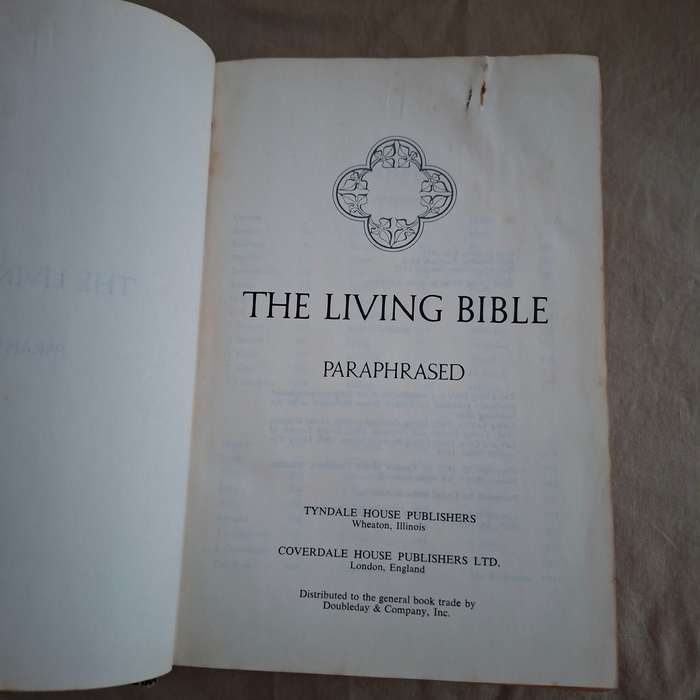 THE LIVING BIBLE
PARAPHRASED
TYNDALE HOUSE PUBLISHERS
Wheaton, Illinois
COVERDALE HOUSE PUBLISHERS LTD.
London, England
Distributed to the general book trade by
Doubleday & Company, Inc.